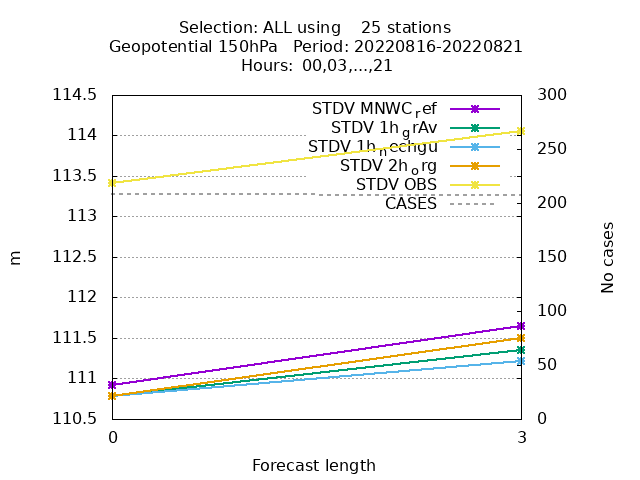 Selection: ALL using    25 stations
Geopotential 150hPa   Period: 20220816-20220821
Hours: 00,03,...,21
114.5
114
113.5
113
112.5
112
111.5
111
110.5
300
250
200
150
100
50
0
STDV MNWC_ref
STDV 1h_grAv
STDV 2h_org
STDV OBS
CASES
m
No cases
0
3
Forecast length